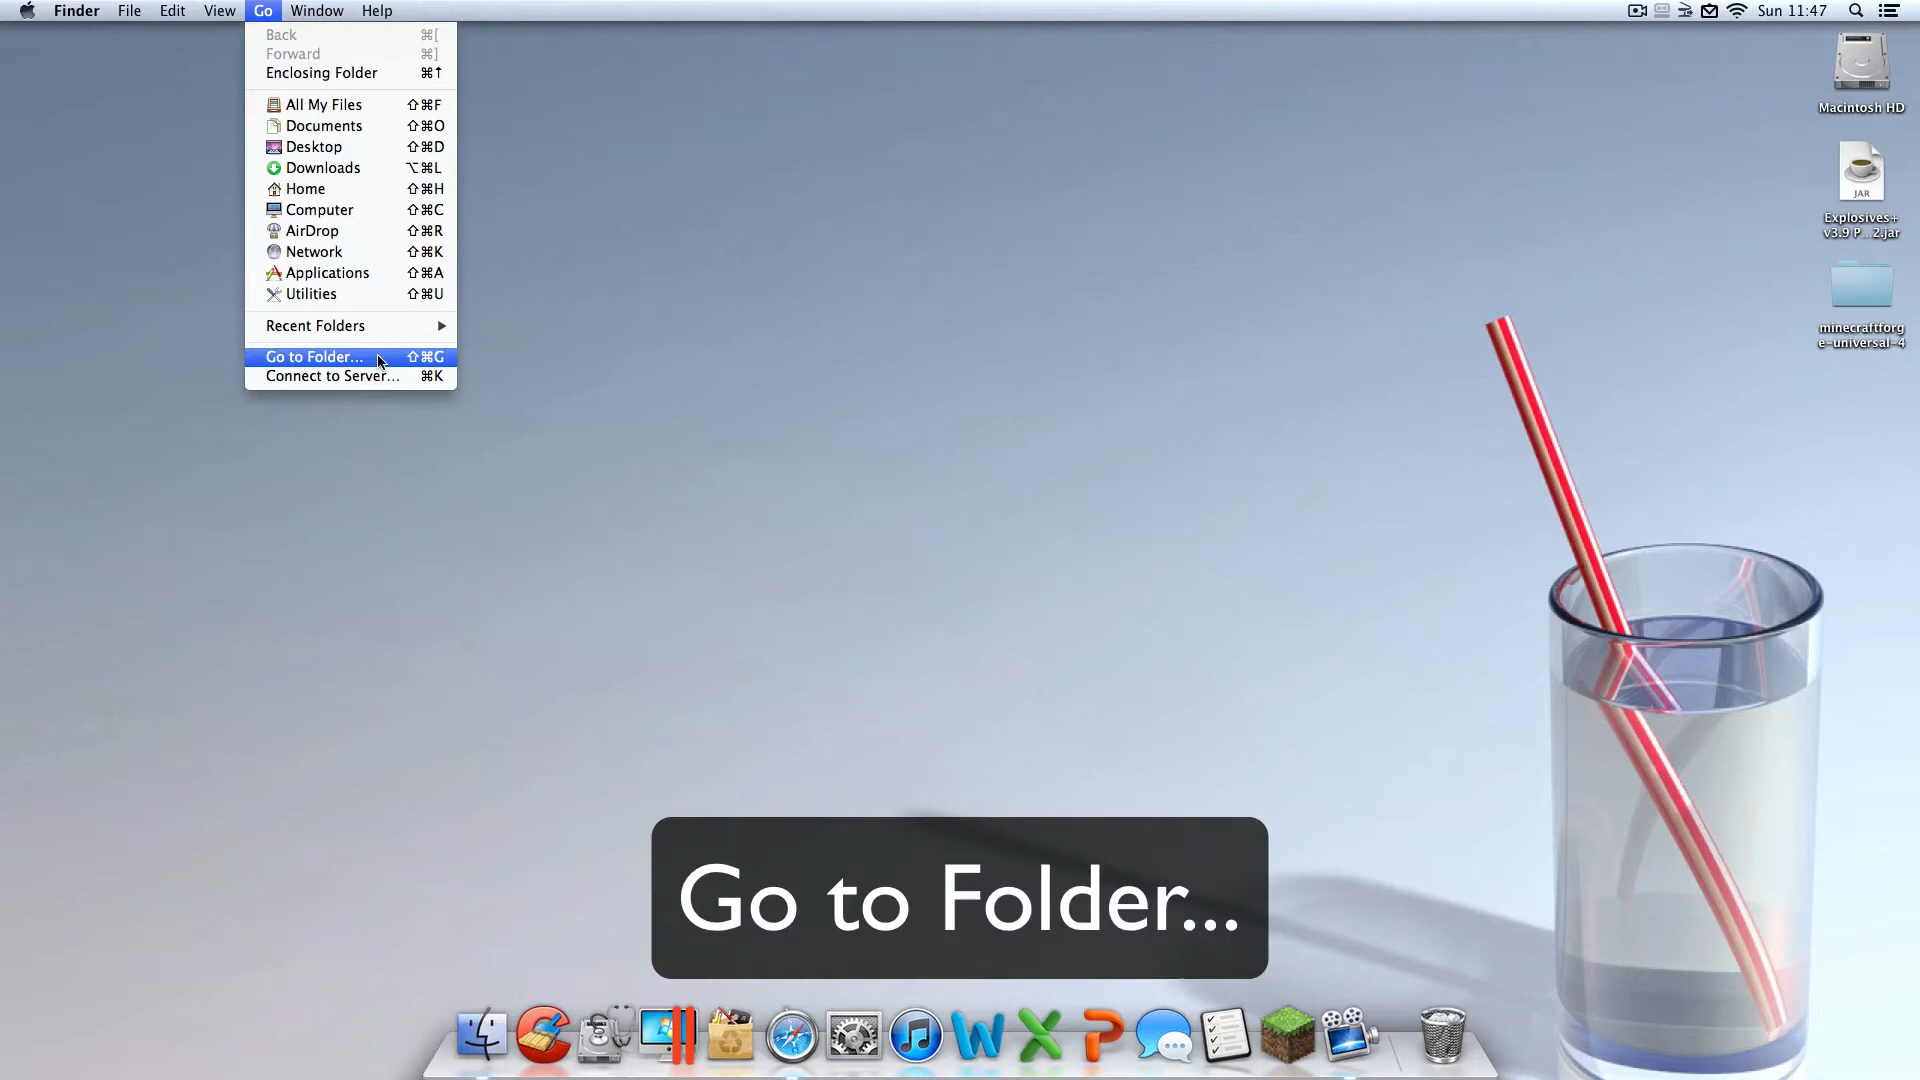 Finder File Edit View Go Window Help
Sun 11:47
Back ⌘[
Forward ⌘]
Enclosing Folder ⌘↑
All My Files ⇧⌘F
Documents ⇧⌘O
Desktop ⇧⌘D
Downloads ⌥⌘L
Home ⇧⌘H
Computer ⇧⌘C
AirDrop ⇧⌘R
Network ⇧⌘K
Applications ⇧⌘A
Utilities ⇧⌘U
Recent Folders ▶
Go to Folder... ⇧⌘G
Connect to Server... ⌘K
Macintosh HD
JAR
Explosives+
v3.9 P...2.jar
minecraftforg
e-universal-4
Go to Folder...